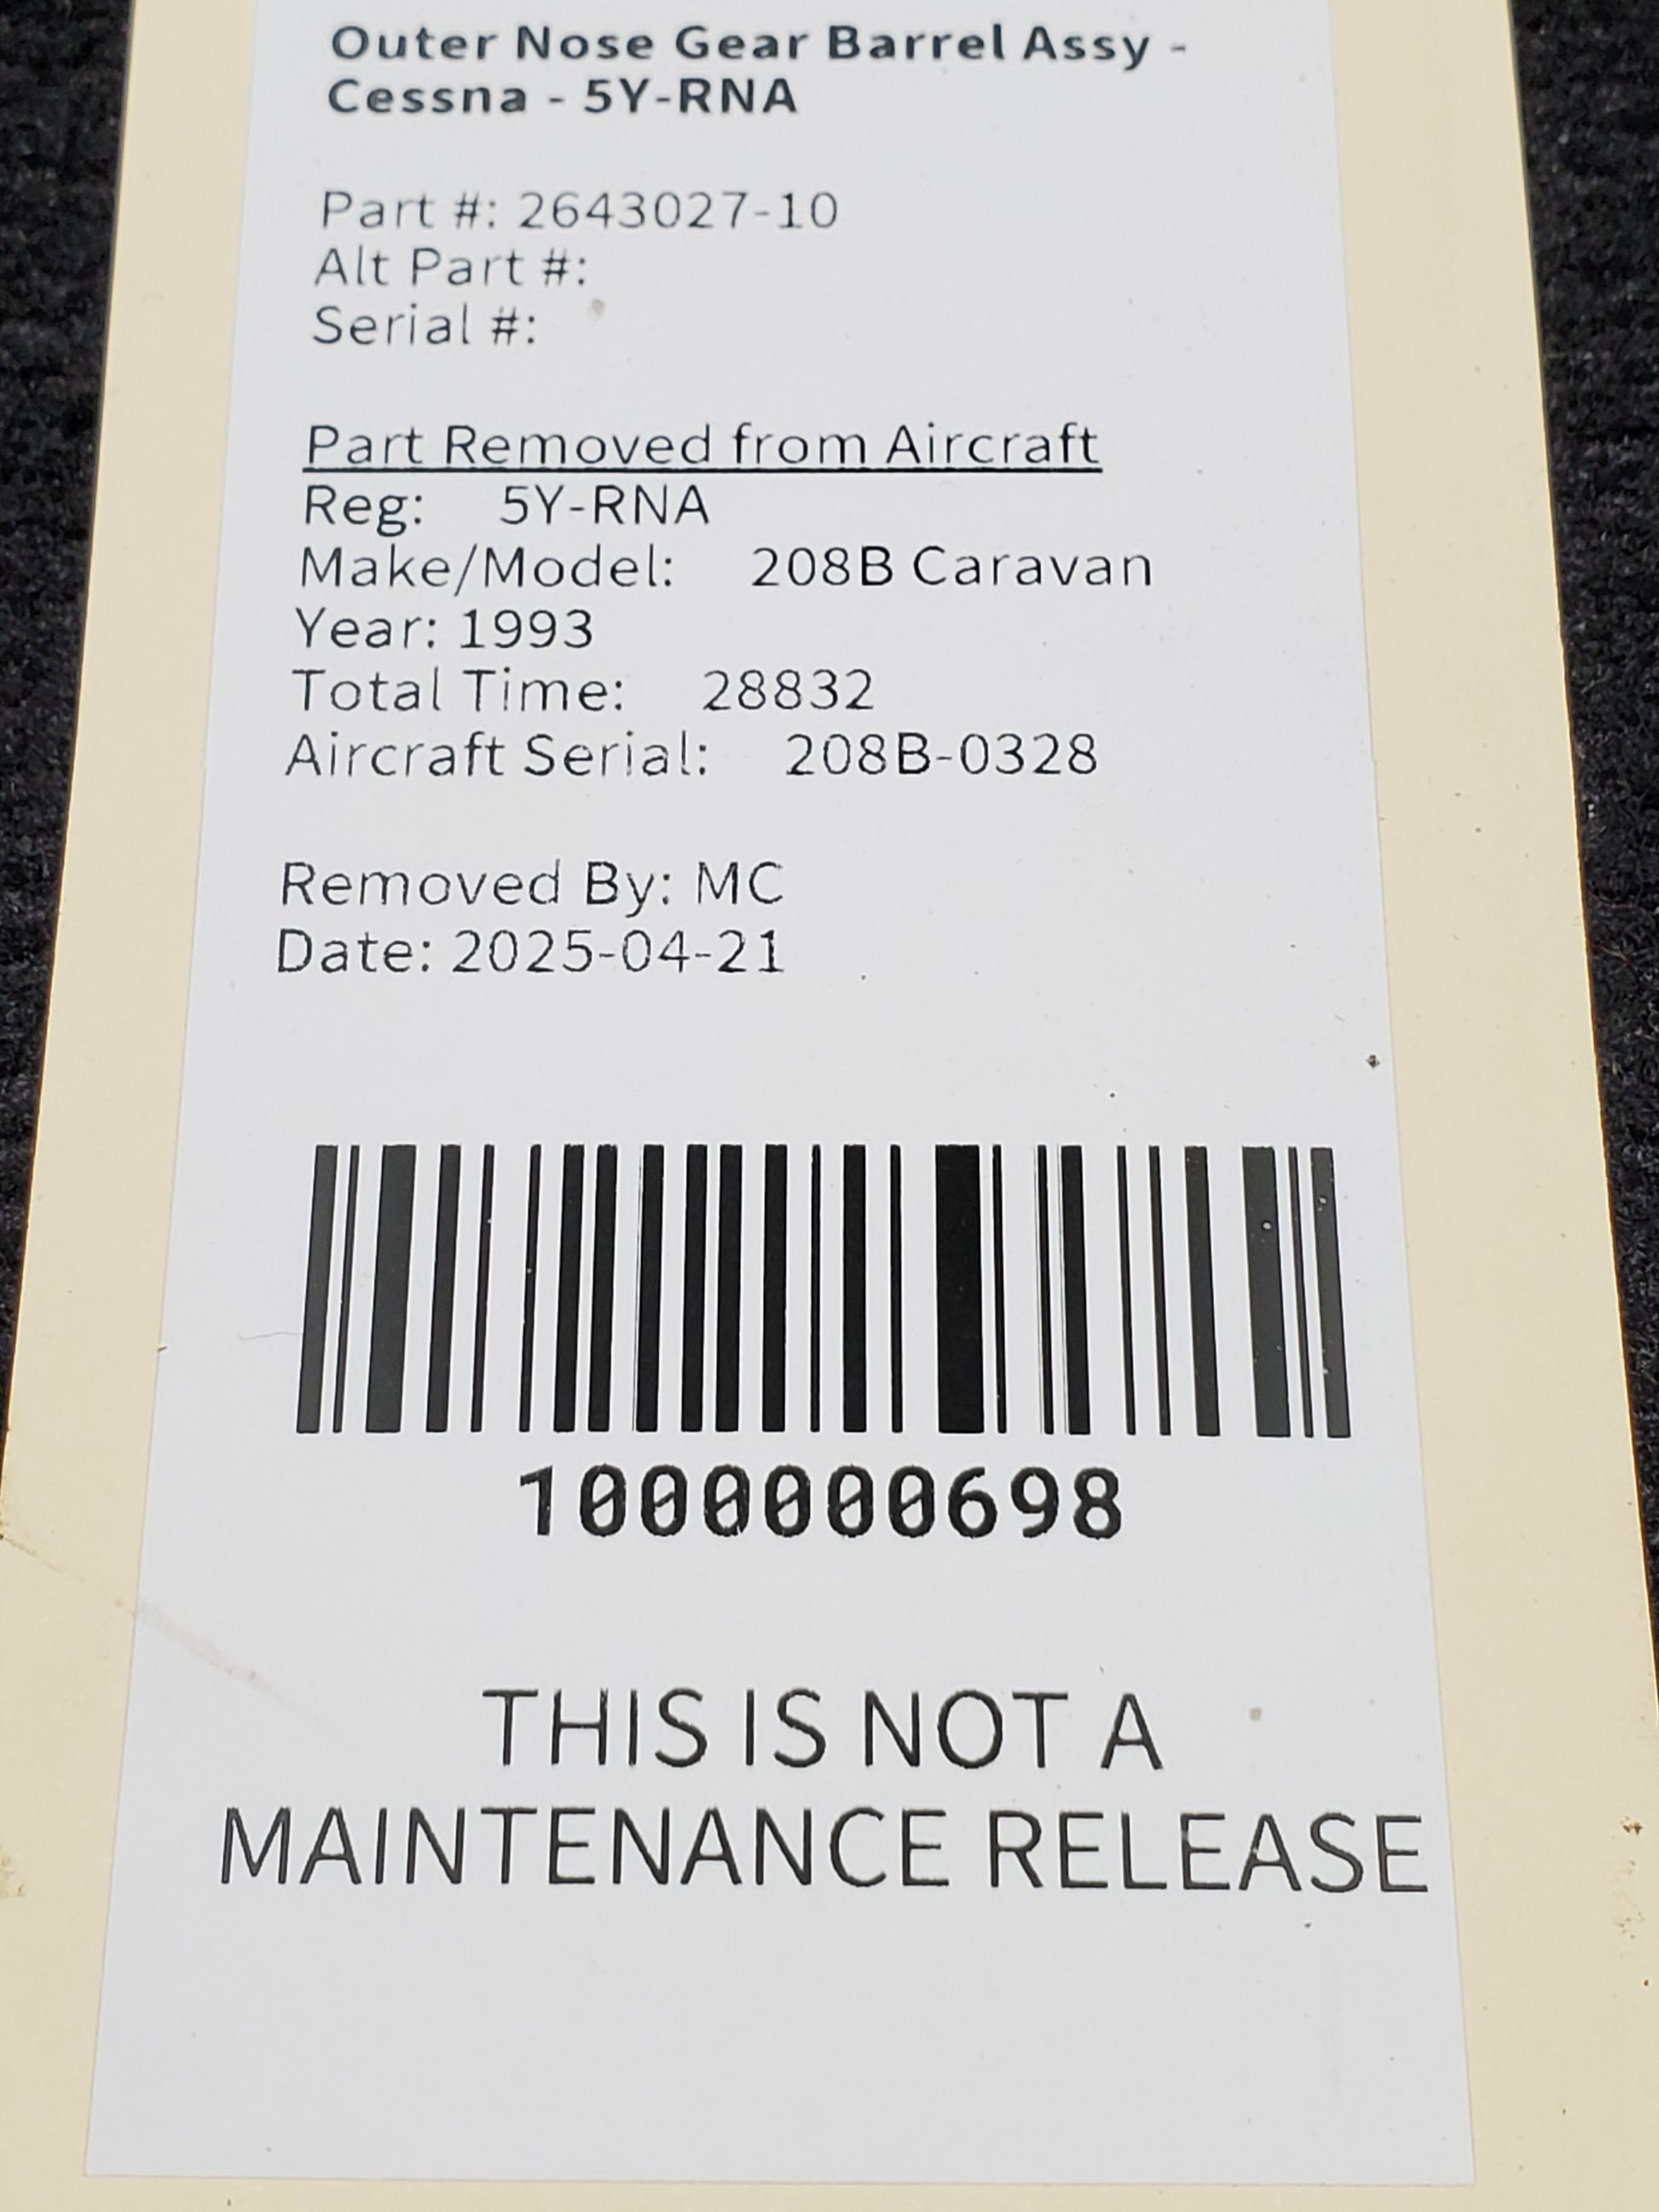 Outer Nose Gear Barrel Assy -
Cessna - 5Y-RNA
Part #: 2643027-10
Alt Part #:
Serial #:
Part Removed from Aircraft
Reg: 5Y-RNA
Make/Model: 208B Caravan
Year: 1993
Total Time: 28832
Aircraft Serial: 208B-0328
Removed By: MC
Date: 2025-04-21
1000000698
THIS IS NOT A
MAINTENANCE RELEASE